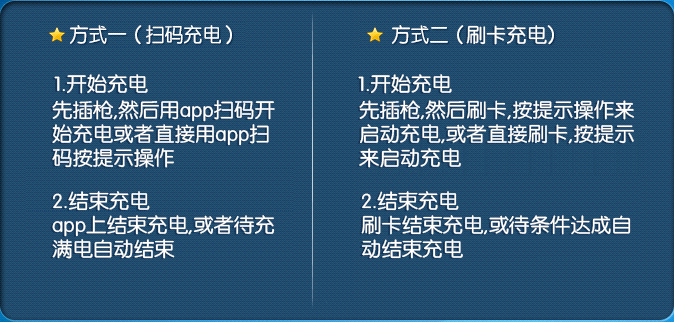 方式一（扫码充电）
1.开始充电
先插枪,然后用app扫码开
始充电或者直接用app扫
码按提示操作
2.结束充电
app上结束充电,或者待充
满电自动结束
方式二（刷卡充电）
1.开始充电
先插枪,然后刷卡,按提示操作来
启动充电,或者直接刷卡,按提示
来启动充电
2.结束充电
刷卡结束充电,或待条件达成自
动结束充电